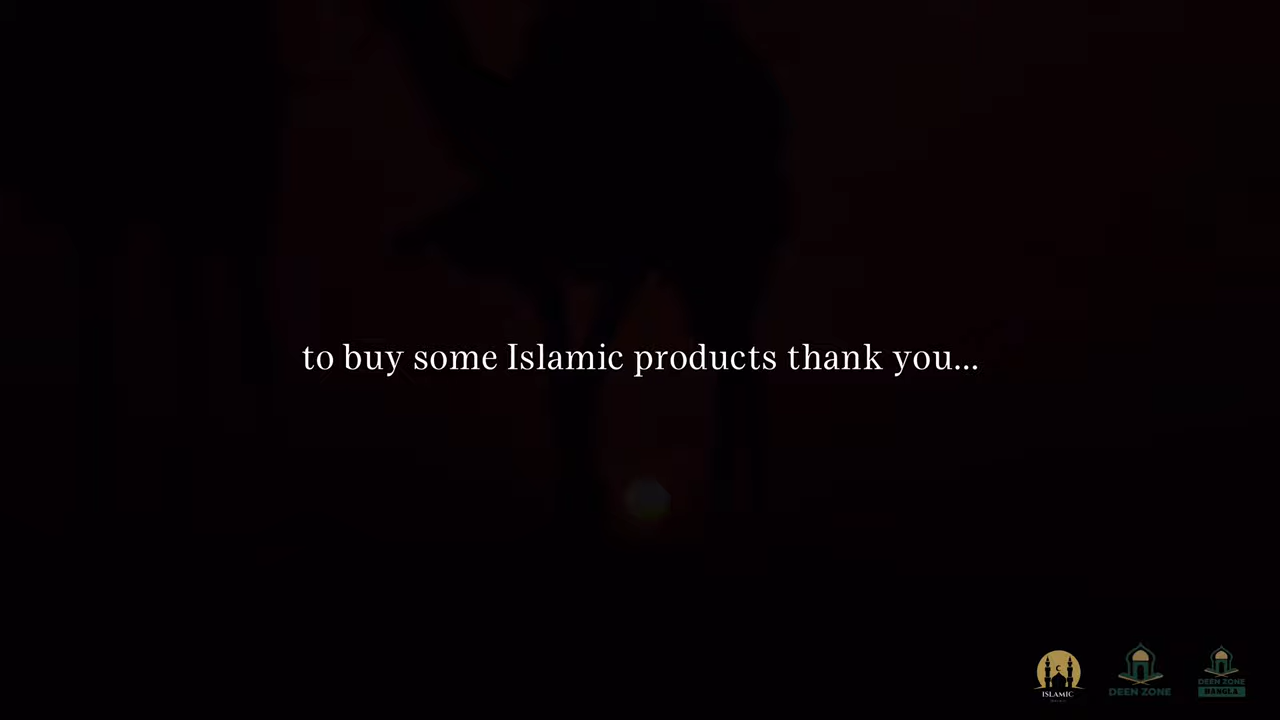 to buy some Islamic products thank you...
ISLAMIC
DEEN ZONE
DEEN ZONE
BANGLA